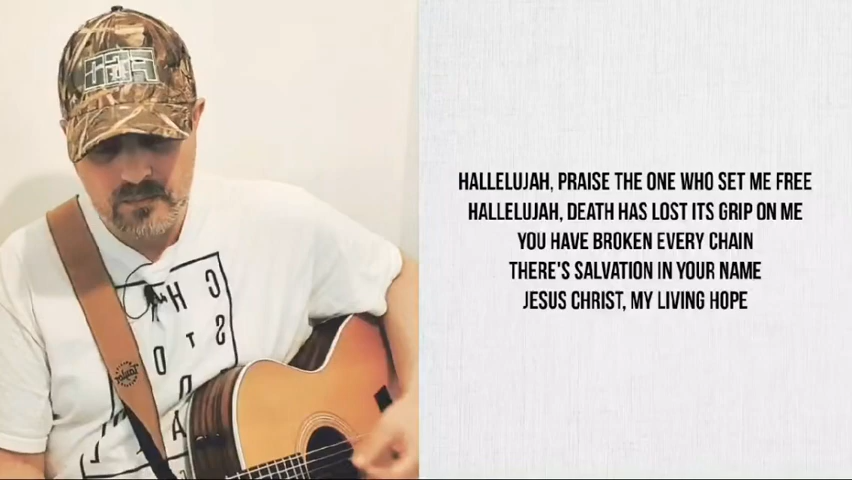 HALLELUJAH, PRAISE THE ONE WHO SET ME FREE
HALLELUJAH, DEATH HAS LOST ITS GRIP ON ME
YOU HAVE BROKEN EVERY CHAIN
THERE'S SALVATION IN YOUR NAME
JESUS CHRIST, MY LIVING HOPE